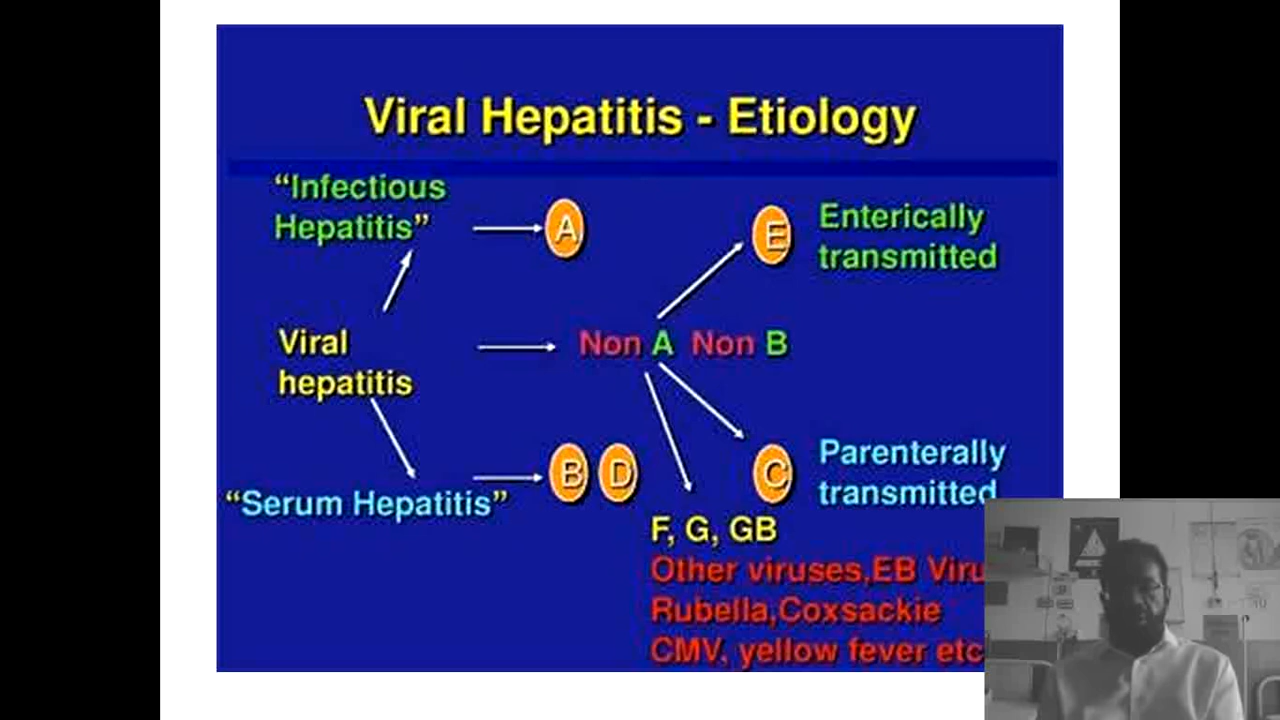 Viral Hepatitis - Etiology
“Infectious
Hepatitis”
A
E
Enterically
transmitted
Viral
hepatitis
Non A Non B
“Serum Hepatitis”
B D
C
Parenterally
transmitted
F, G, GB
Other viruses,EB Viru
Rubella,Coxsackie
CMV, yellow fever etc